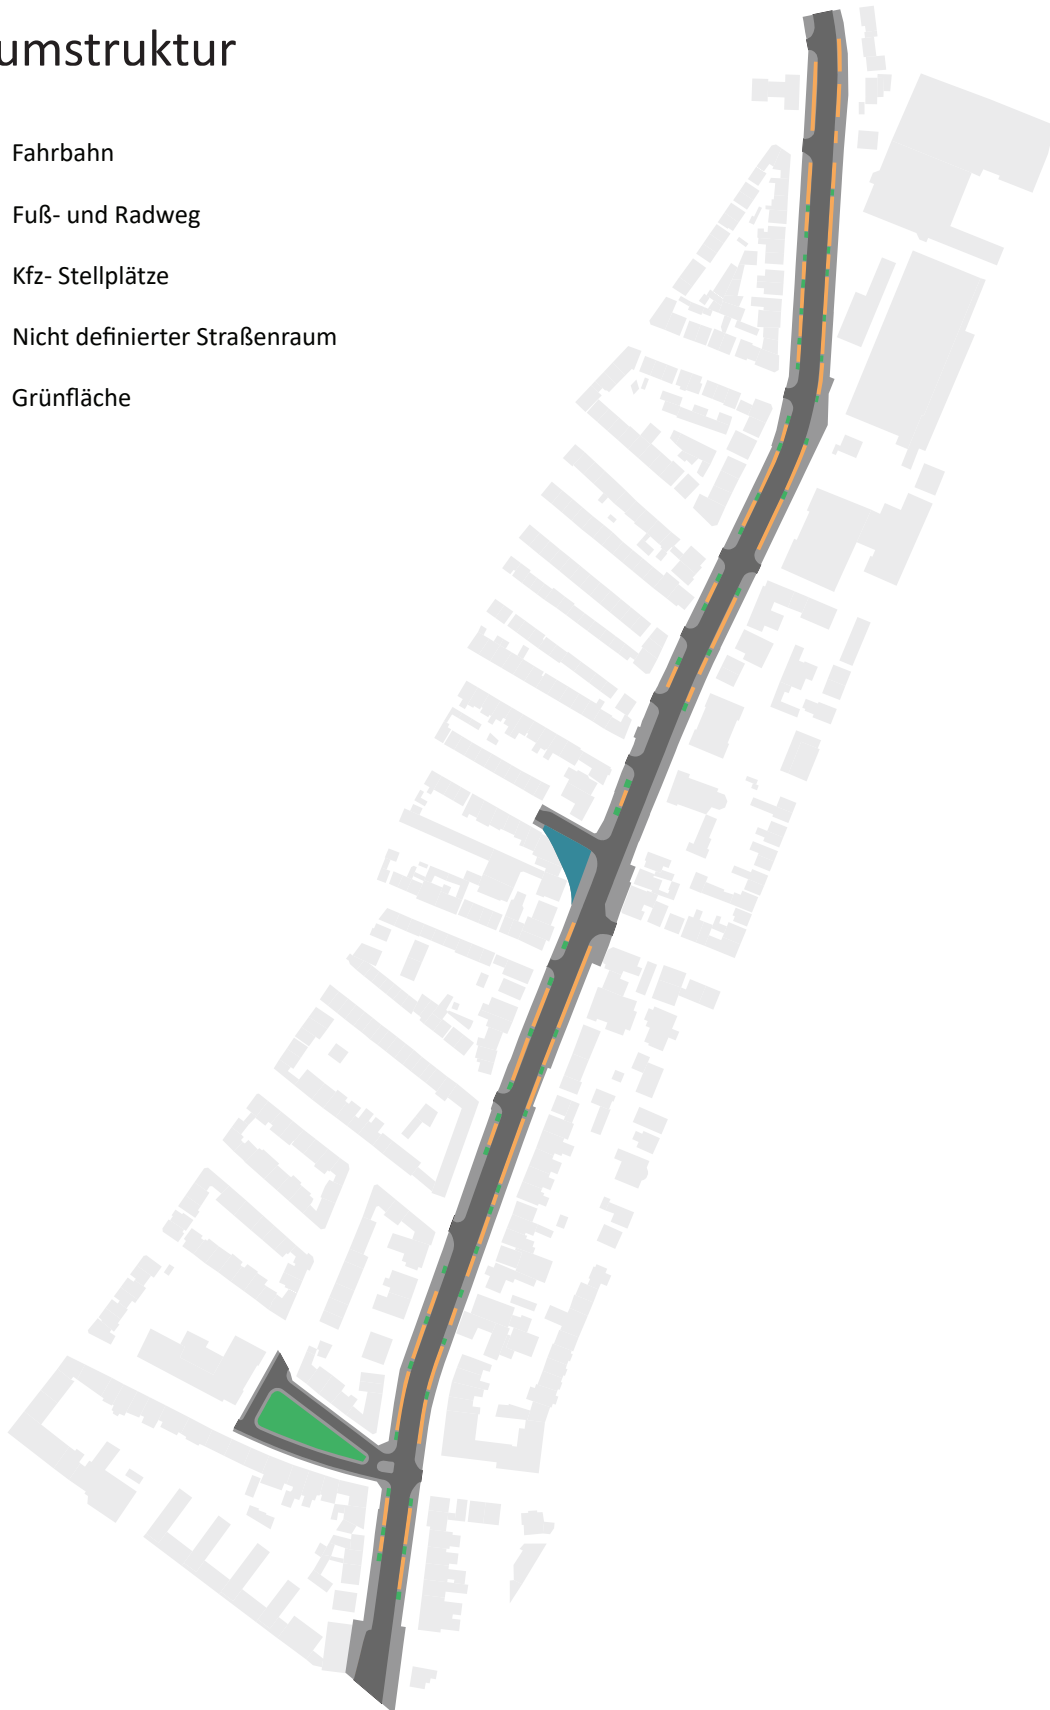 umstruktur
Fahrbahn
Fuß- und Radweg
Kfz- Stellplätze
Nicht definierter Straßenraum
Grünfläche